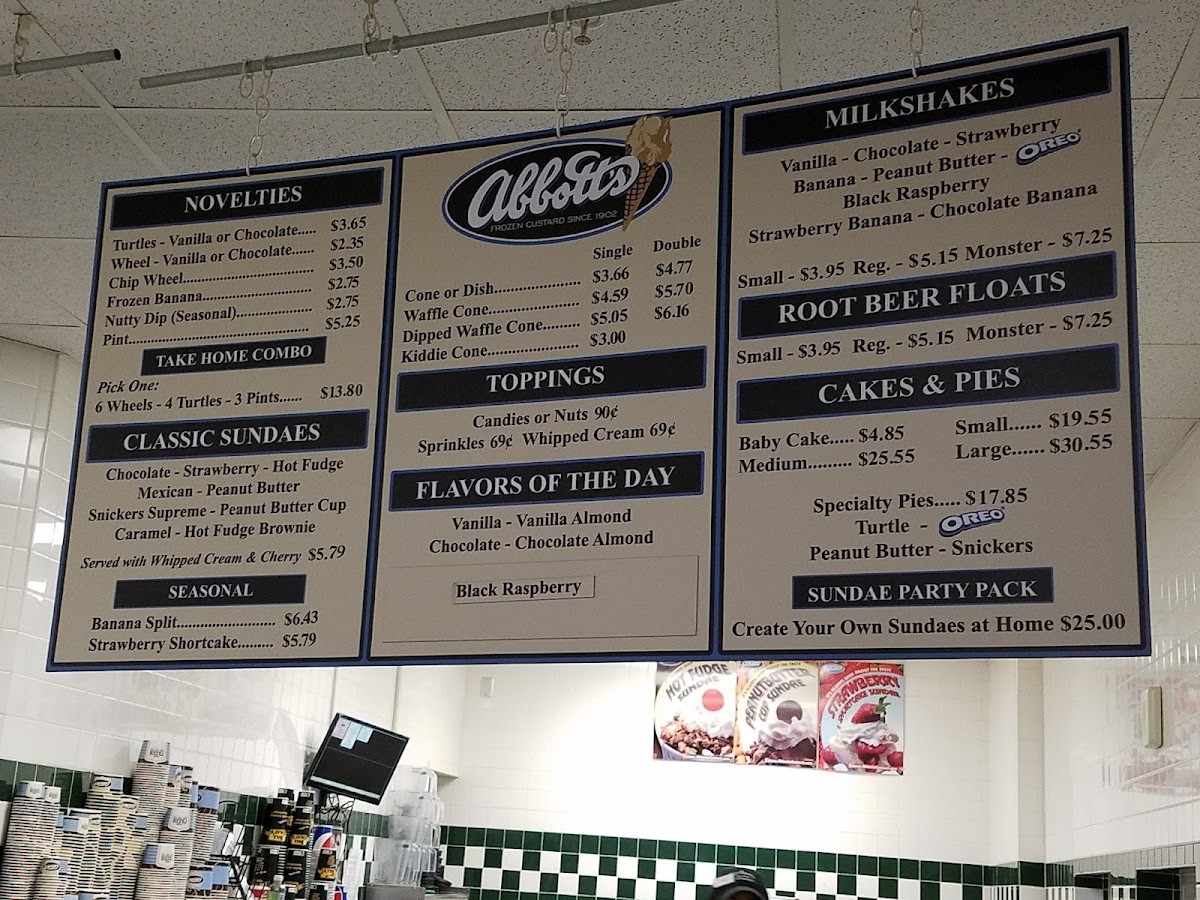 NOVELTIES
Turtles - Vanilla or Chocolate..... $3.65
Wheel - Vanilla or Chocolate...... $2.35
Chip Wheel................................. $3.50
Frozen Banana............................ $2.75
Nutty Dip (Seasonal)................... $2.75
Pint............................................. $5.25
TAKE HOME COMBO
Pick One:
6 Wheels - 4 Turtles - 3 Pints...... $13.80
CLASSIC SUNDAES
Chocolate - Strawberry - Hot Fudge
Mexican - Peanut Butter
Snickers Supreme - Peanut Butter Cup
Caramel - Hot Fudge Brownie
Served with Whipped Cream & Cherry $5.79
SEASONAL
Banana Split......................... $6.43
Strawberry Shortcake......... $5.79
Abbotts
FROZEN CUSTARD SINCE 1902
Single Double
Cone or Dish..................... $3.66 $4.77
Waffle Cone...................... $4.59 $5.70
Dipped Waffle Cone......... $5.05 $6.16
Kiddie Cone...................... $3.00
TOPPINGS
Candies or Nuts 90¢
Sprinkles 69¢ Whipped Cream 69¢
FLAVORS OF THE DAY
Vanilla - Vanilla Almond
Chocolate - Chocolate Almond
Black Raspberry
MILKSHAKES
Vanilla - Chocolate - Strawberry
Banana - Peanut Butter - OREO
Black Raspberry
Strawberry Banana - Chocolate Banana
Small - $3.95 Reg. - $5.15 Monster - $7.25
ROOT BEER FLOATS
Small - $3.95 Reg. - $5.15 Monster - $7.25
CAKES & PIES
Baby Cake..... $4.85 Small...... $19.55
Medium......... $25.55 Large...... $30.55
Specialty Pies..... $17.85
Turtle - OREO
Peanut Butter - Snickers
SUNDAE PARTY PACK
Create Your Own Sundaes at Home $25.00
HOT FUDGE
SUNDAE
PEANUT BUTTER
CUP SUNDAE
STRAWBERRY
SHORTCAKE SUNDAE